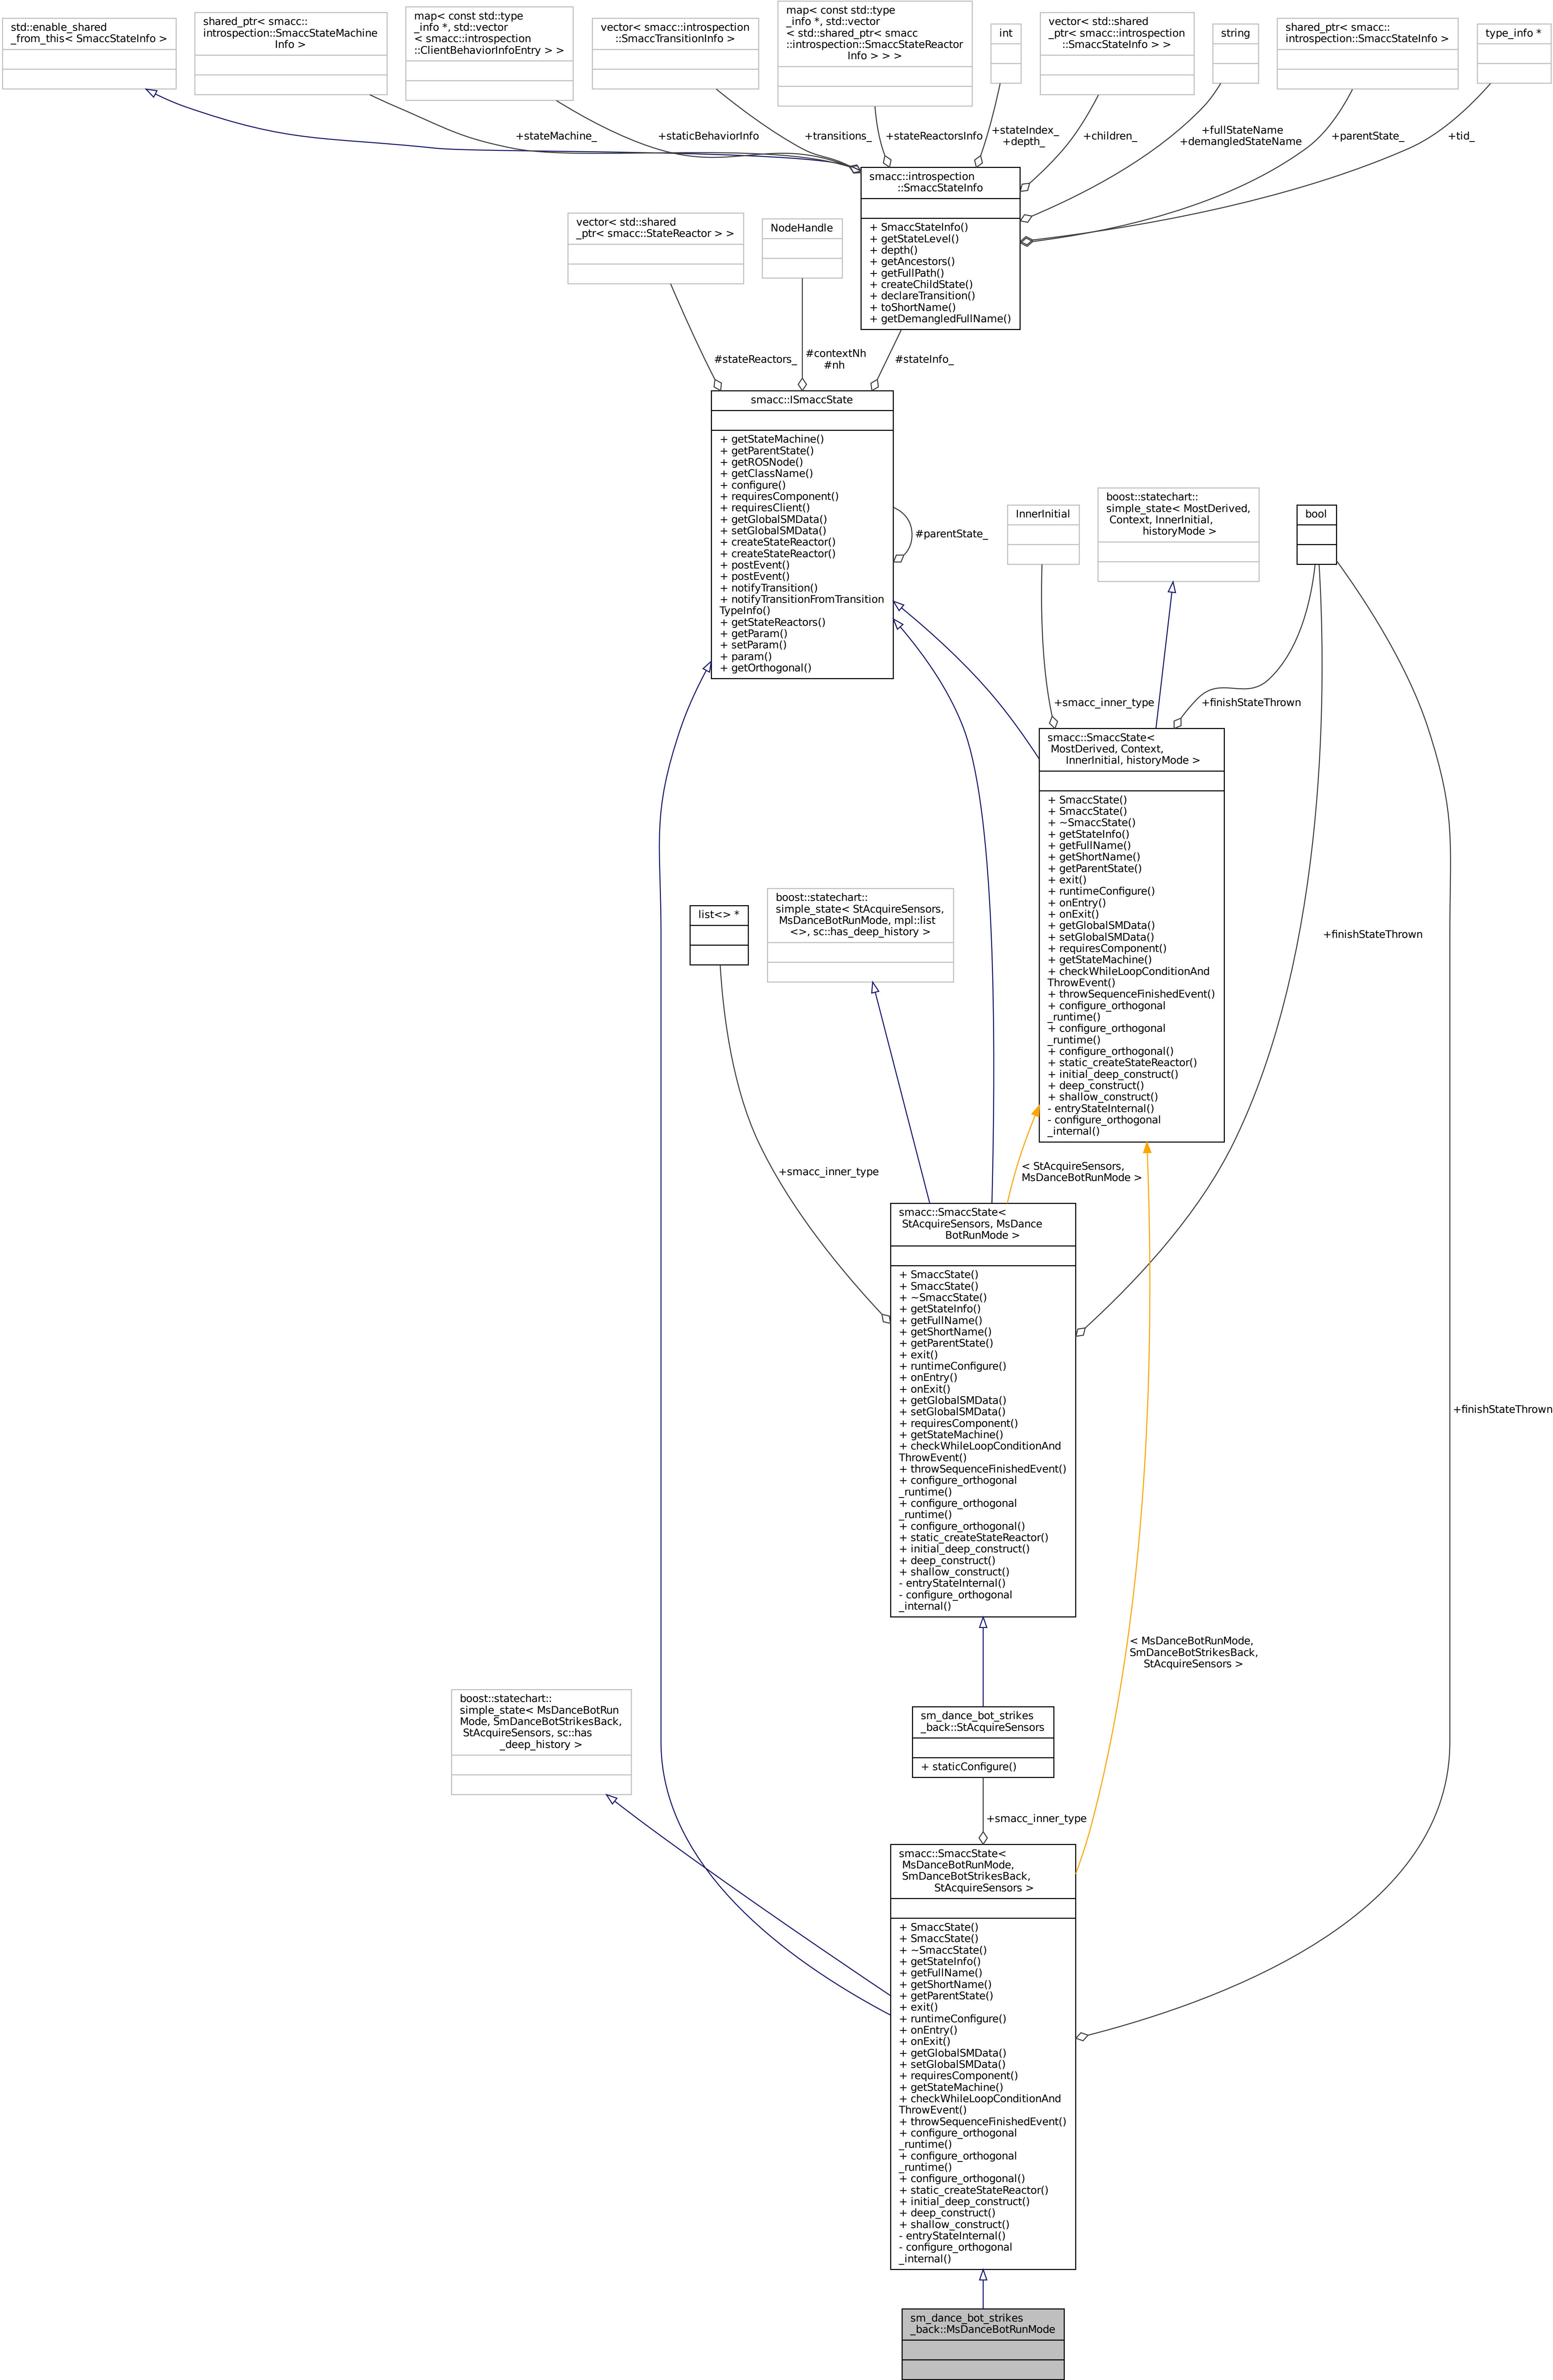 std::enable_shared
_from_this< SmaccStateInfo >
shared_ptr< smacc::
introspection::SmaccStateMachine
Info >
map< const std::type
_info *, std::vector
< smacc::introspection
::ClientBehaviorInfoEntry > >
vector< smacc::introspection
::SmaccTransitionInfo >
map< const std::type
_info *, std::vector
< std::shared_ptr< smacc
::introspection::SmaccStateReactor
Info > > >
int
vector< std::shared
_ptr< smacc::introspection
::SmaccStateInfo > >
string
shared_ptr< smacc::
introspection::SmaccStateInfo >
type_info *
+stateMachine_
+staticBehaviorInfo
+transitions_
+stateReactorsInfo
+stateIndex_
+depth_
+children_
+fullStateName
+demangledStateName
+parentState_
+tid_
smacc::introspection
::SmaccStateInfo
+ SmaccStateInfo()
+ getStateLevel()
+ depth()
+ getAncestors()
+ getFullPath()
+ createChildState()
+ declareTransition()
+ toShortName()
+ getDemangledFullName()
vector< std::shared
_ptr< smacc::StateReactor > >
NodeHandle
#stateReactors_
#contextNh
#nh
#stateInfo_
smacc::ISmaccState
+ getStateMachine()
+ getParentState()
+ getROSNode()
+ getClassName()
+ configure()
+ requiresComponent()
+ requiresClient()
+ getGlobalSMData()
+ setGlobalSMData()
+ createStateReactor()
+ createStateReactor()
+ postEvent()
+ postEvent()
+ notifyTransition()
+ notifyTransitionFromTransition
TypeInfo()
+ getStateReactors()
+ getParam()
+ setParam()
+ param()
+ getOrthogonal()
#parentState_
InnerInitial
boost::statechart::
simple_state< MostDerived,
Context, InnerInitial,
historyMode >
bool
+smacc_inner_type
+finishStateThrown
smacc::SmaccState<
MostDerived, Context,
InnerInitial, historyMode >
+ SmaccState()
+ SmaccState()
+ ~SmaccState()
+ getStateInfo()
+ getFullName()
+ getShortName()
+ getParentState()
+ exit()
+ runtimeConfigure()
+ onEntry()
+ onExit()
+ getGlobalSMData()
+ setGlobalSMData()
+ requiresComponent()
+ getStateMachine()
+ checkWhileLoopConditionAnd
ThrowEvent()
+ throwSequenceFinishedEvent()
+ configure_orthogonal
_runtime()
+ configure_orthogonal
_runtime()
+ configure_orthogonal()
+ static_createStateReactor()
+ initial_deep_construct()
+ deep_construct()
+ shallow_construct()
- entryStateInternal()
- configure_orthogonal
_internal()
list<> *
boost::statechart::
simple_state< StAcquireSensors,
MsDanceBotRunMode, mpl::list
<>, sc::has_deep_history >
+finishStateThrown
+smacc_inner_type
< StAcquireSensors,
MsDanceBotRunMode >
smacc::SmaccState<
StAcquireSensors, MsDance
BotRunMode >
+ SmaccState()
+ SmaccState()
+ ~SmaccState()
+ getStateInfo()
+ getFullName()
+ getShortName()
+ getParentState()
+ exit()
+ runtimeConfigure()
+ onEntry()
+ onExit()
+ getGlobalSMData()
+ setGlobalSMData()
+ requiresComponent()
+ getStateMachine()
+ checkWhileLoopConditionAnd
ThrowEvent()
+ throwSequenceFinishedEvent()
+ configure_orthogonal
_runtime()
+ configure_orthogonal
_runtime()
+ configure_orthogonal()
+ static_createStateReactor()
+ initial_deep_construct()
+ deep_construct()
+ shallow_construct()
- entryStateInternal()
- configure_orthogonal
_internal()
+finishStateThrown
< MsDanceBotRunMode,
SmDanceBotStrikesBack,
StAcquireSensors >
boost::statechart::
simple_state< MsDanceBotRun
Mode, SmDanceBotStrikesBack,
StAcquireSensors, sc::has
_deep_history >
sm_dance_bot_strikes
_back::StAcquireSensors
+ staticConfigure()
+smacc_inner_type
smacc::SmaccState<
MsDanceBotRunMode,
SmDanceBotStrikesBack,
StAcquireSensors >
+ SmaccState()
+ SmaccState()
+ ~SmaccState()
+ getStateInfo()
+ getFullName()
+ getShortName()
+ getParentState()
+ exit()
+ runtimeConfigure()
+ onEntry()
+ onExit()
+ getGlobalSMData()
+ setGlobalSMData()
+ requiresComponent()
+ getStateMachine()
+ checkWhileLoopConditionAnd
ThrowEvent()
+ throwSequenceFinishedEvent()
+ configure_orthogonal
_runtime()
+ configure_orthogonal
_runtime()
+ configure_orthogonal()
+ static_createStateReactor()
+ initial_deep_construct()
+ deep_construct()
+ shallow_construct()
- entryStateInternal()
- configure_orthogonal
_internal()
sm_dance_bot_strikes
_back::MsDanceBotRunMode